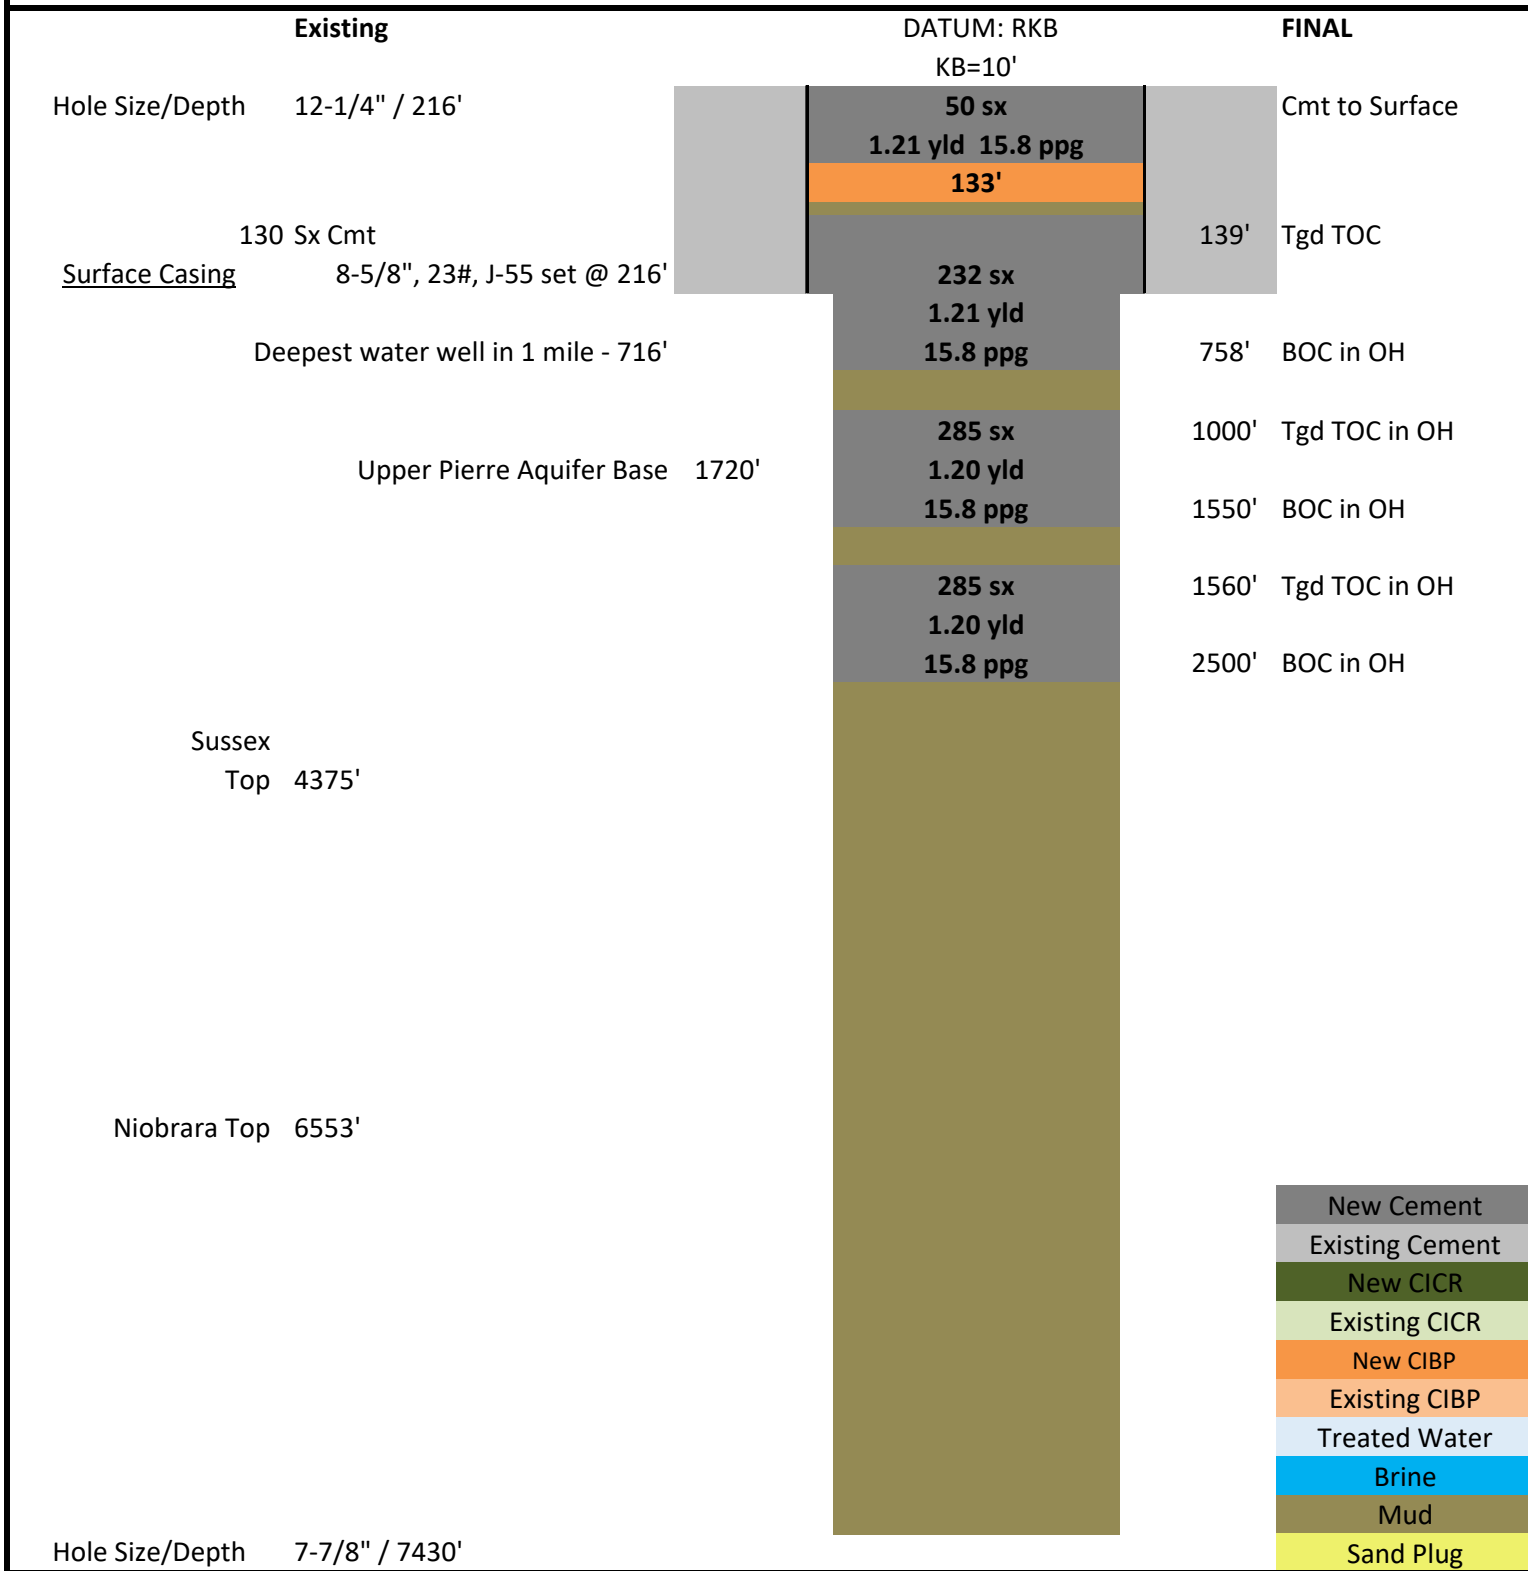 Existing DATUM: RKB FINAL
KB=10'
Hole Size/Depth 12-1/4" / 216' 50 sx Cmt to Surface
1.21 yld 15.8 ppg
133'
130 Sx Cmt 139' Tgd TOC
Surface Casing 8-5/8", 23#, J-55 set @ 216' 232 sx
1.21 yld
Deepest water well in 1 mile - 716' 15.8 ppg 758' BOC in OH
285 sx 1000' Tgd TOC in OH
Upper Pierre Aquifer Base 1720' 1.20 yld
15.8 ppg 1550' BOC in OH
285 sx 1560' Tgd TOC in OH
1.20 yld
15.8 ppg 2500' BOC in OH
Sussex
Top 4375'
Niobrara Top 6553'
New Cement
Existing Cement
New CICR
Existing CICR
New CIBP
Existing CIBP
Treated Water
Brine
Mud
Hole Size/Depth 7-7/8" / 7430' Sand Plug